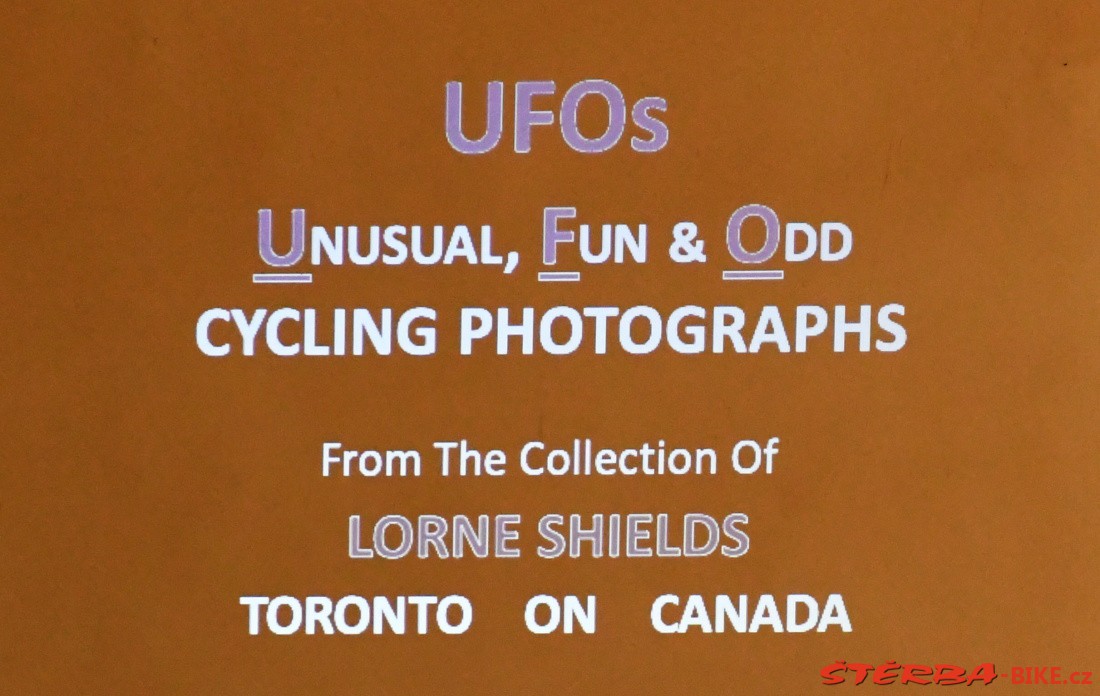 UFOs
UNUSUAL, FUN & ODD
CYCLING PHOTOGRAPHS
From The Collection Of
LORNE SHIELDS
TORONTO ON CANADA
ŠTĚRBA-BIKE.cz